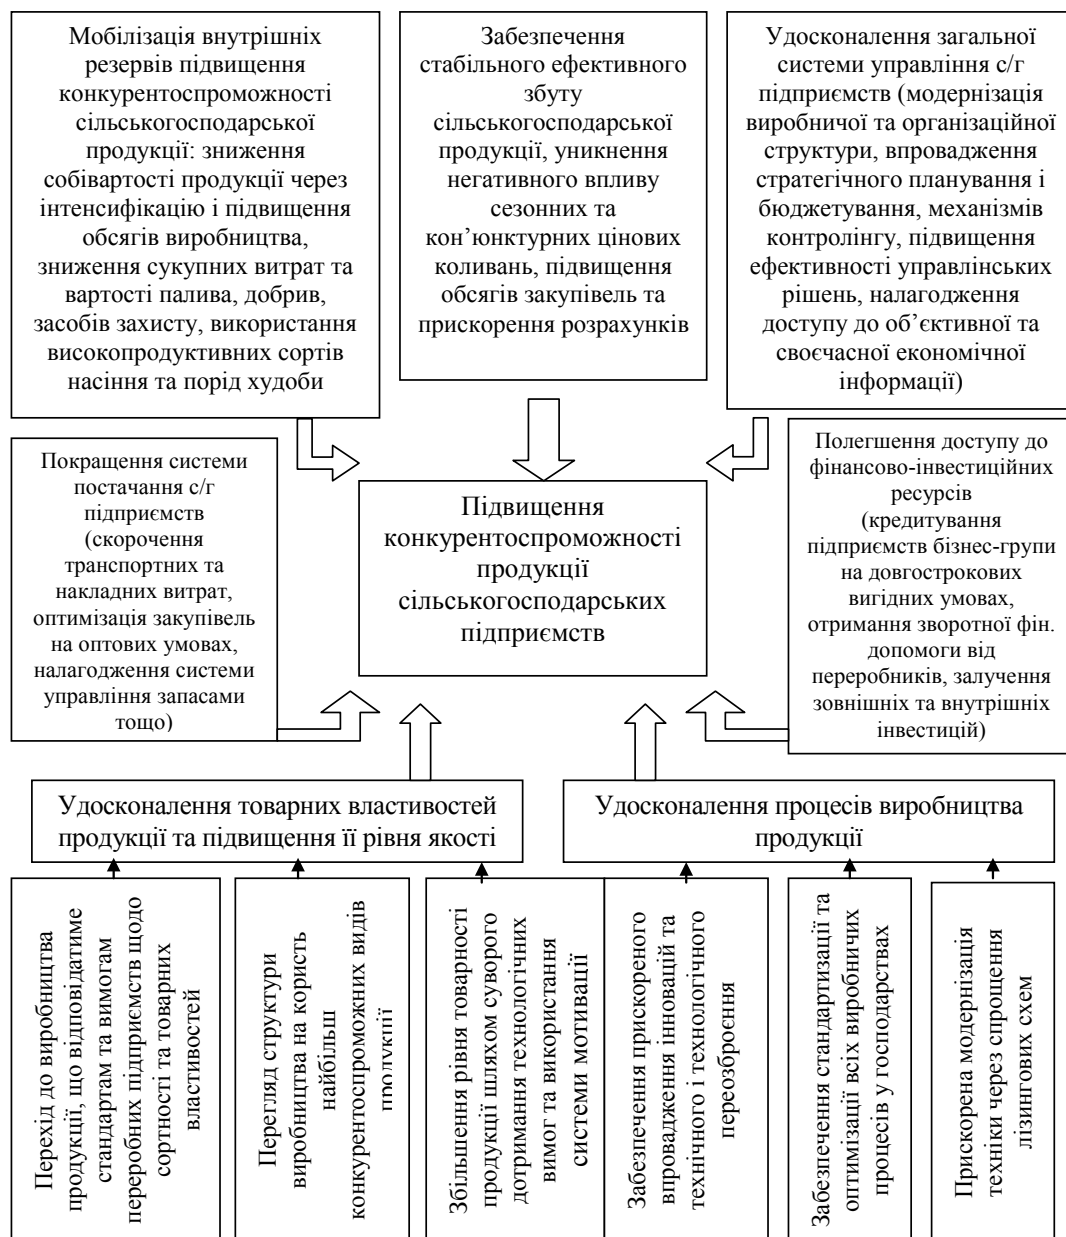 Мобілізація внутрішніх
резервів підвищення
конкурентоспроможності
сільськогосподарської
продукції: зниження
собівартості продукції через
інтенсифікацію і підвищення
обсягів виробництва,
зниження сукупних витрат та
вартості палива, добрив,
засобів захисту, використання
високопродуктивних сортів
насіння та порід худоби
Забезпечення
стабільного ефективного
збуту
сільськогосподарської
продукції, уникнення
негативного впливу
сезонних та
кон’юнктурних цінових
коливань, підвищення
обсягів закупівель та
прискорення розрахунків
Удосконалення загальної
системи управління с/г
підприємств (модернізація
виробничої та організаційної
структури, впровадження
стратегічного планування і
бюджетування, механізмів
контролінгу, підвищення
ефективності управлінських
рішень, налагодження
доступу до об’єктивної та
своєчасної економічної
інформації)
Покращення системи
постачання с/г
підприємств
(скорочення
транспортних та
накладних витрат,
оптимізація закупівель
на оптових умовах,
налагодження системи
управління запасами
тощо)
Підвищення
конкурентоспроможності
продукції
сільськогосподарських
підприємств
Полегшення доступу до
фінансово-інвестиційних
ресурсів
(кредитування
підприємств бізнес-групи
на довгострокових
вигідних умовах,
отримання зворотної фін.
допомоги від
переробників, залучення
зовнішніх та внутрішніх
інвестицій)
Удосконалення товарних властивостей
продукції та підвищення її рівня якості
Удосконалення процесів виробництва
продукції
Перехід до виробництва
продукції, що відповідатиме
стандартам та вимогам
переробних підприємств щодо
сортності та товарних
властивостей
Перегляд структури
виробництва на користь
найбільш
конкурентоспроможних видів
продукції
Збільшення рівня товарності
продукції шляхом суворого
дотримання технологічних
вимог та використання
системи мотивації
Забезпечення прискореного
впровадження інновацій та
технічного і технологічного
переозброєння
Забезпечення стандартизації та
оптимізації всіх виробничих
процесів у господарствах
Прискорена модернізація
техніки через спрощення
лізингових схем